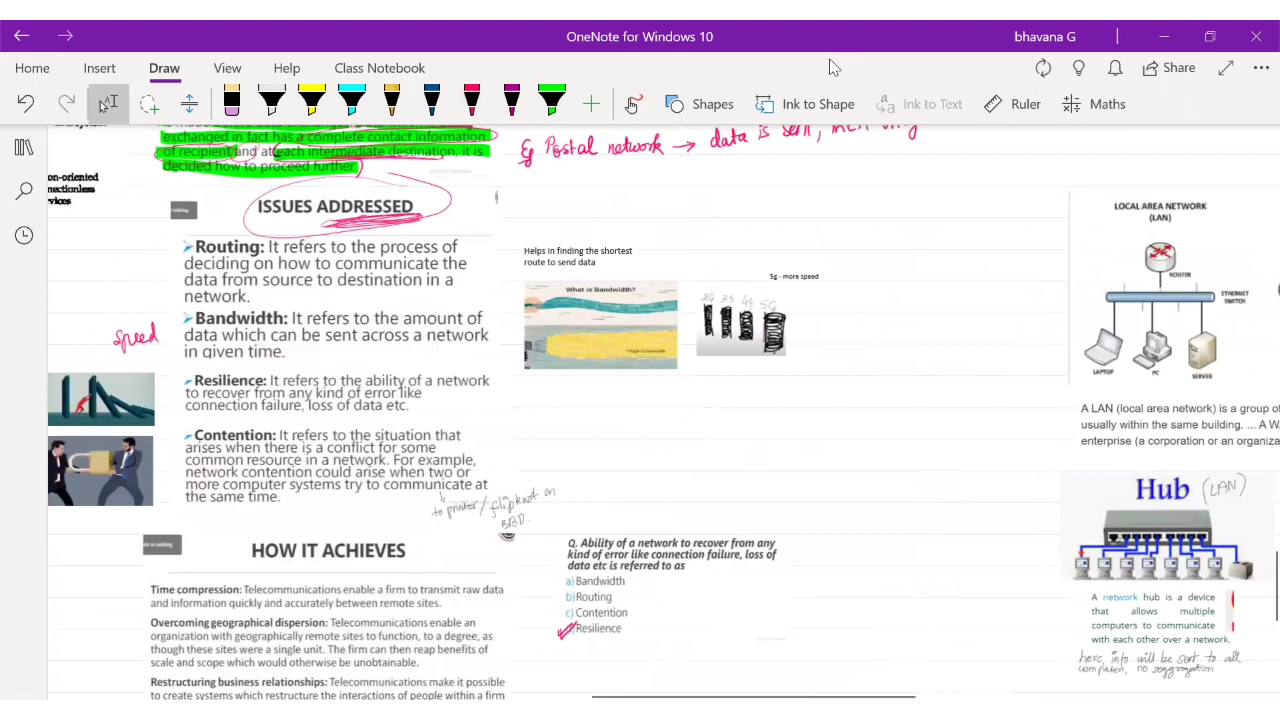 OneNote for Windows 10
bhavana G
Home
Insert
Draw
View
Help
Class Notebook
Share
Shapes
Ink to Shape
Ink to Text
Ruler
Maths
exchanged in fact has a complete contact information
of recipient and at each intermediate destination, it is
decided how to proceed further
Eg Postal network → data is sent, then
on-oriented
nectionless
vices
ISSUES ADDRESSED
Routing: It refers to the process of
deciding on how to communicate the
data from source to destination in a
network.
Bandwidth: It refers to the amount of
data which can be sent across a network
in given time.
speed
Resilience: It refers to the ability of a network
to recover from any kind of error like
connection failure, loss of data etc.
Contention: It refers to the situation that
arises when there is a conflict for some
common resource in a network. For example,
network contention could arise when two or
more computer systems try to communicate at
the same time.
to printer / flipkart on
BBD
Helps in finding the shortest
route to send data
What is Bandwidth?
high bandwidth
5g - more speed
2G 3G 4G 5G
HOW IT ACHIEVES
Time compression: Telecommunications enable a firm to transmit raw data
and information quickly and accurately between remote sites.
Overcoming geographical dispersion: Telecommunications enable an
organization with geographically remote sites to function, to a degree, as
though these sites were a single unit. The firm can then reap benefits of
scale and scope which would otherwise be unobtainable.
Restructuring business relationships: Telecommunications make it possible
to create systems which restructure the interactions of people within a firm
Q. Ability of a network to recover from any
kind of error like connection failure, loss of
data etc is referred to as
a) Bandwidth
b) Routing
c) Contention
Resilience
LOCAL AREA NETWORK
(LAN)
ROUTER
ETHERNET
SWITCH
LAPTOP
PC
SERVER
A LAN (local area network) is a group of
usually within the same building. ... A W
enterprise (a corporation or an organiza
Hub (LAN)
A network hub is a device
that allows multiple
computers to communicate
with each other over a network.
here, info will be sent to all
computers, no seggregation